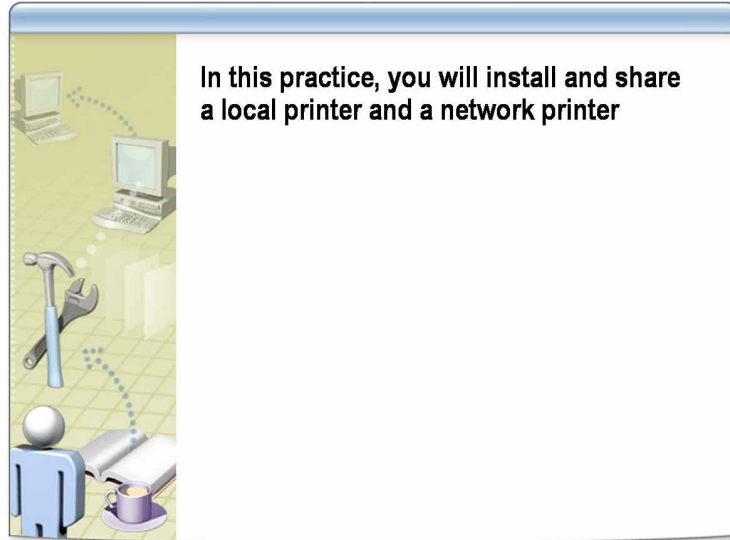 In this practice, you will install and share
a local printer and a network printer